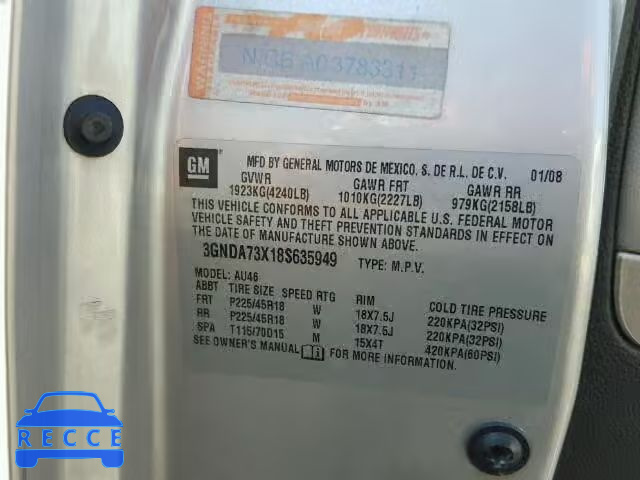 GM
MFD BY GENERAL MOTORS DE MEXICO, S. DE R.L. DE C.V. 01/08
GVWR GAWR FRT GAWR RR
1923KG(4240LB) 1010KG(2227LB) 979KG(2158LB)
THIS VEHICLE CONFORMS TO ALL APPLICABLE U.S. FEDERAL MOTOR
VEHICLE SAFETY, BUMPER, AND THEFT PREVENTION STANDARDS IN EFFECT ON
THE DATE OF MANUFACTURE SHOWN ABOVE.
3GNDA73X18S635949 TYPE: M.P.V.
MODEL: AU46
ABBT TIRE SIZE SPEED RTG RIM COLD TIRE PRESSURE
FRT P225/45R18 W 18X7.5J 220KPA(32PSI)
RR P225/45R18 W 18X7.5J 220KPA(32PSI)
SPA T115/70D15 M 15X4T 420KPA(60PSI)
SEE OWNER'S MANUAL FOR MORE INFORMATION.
RECCE